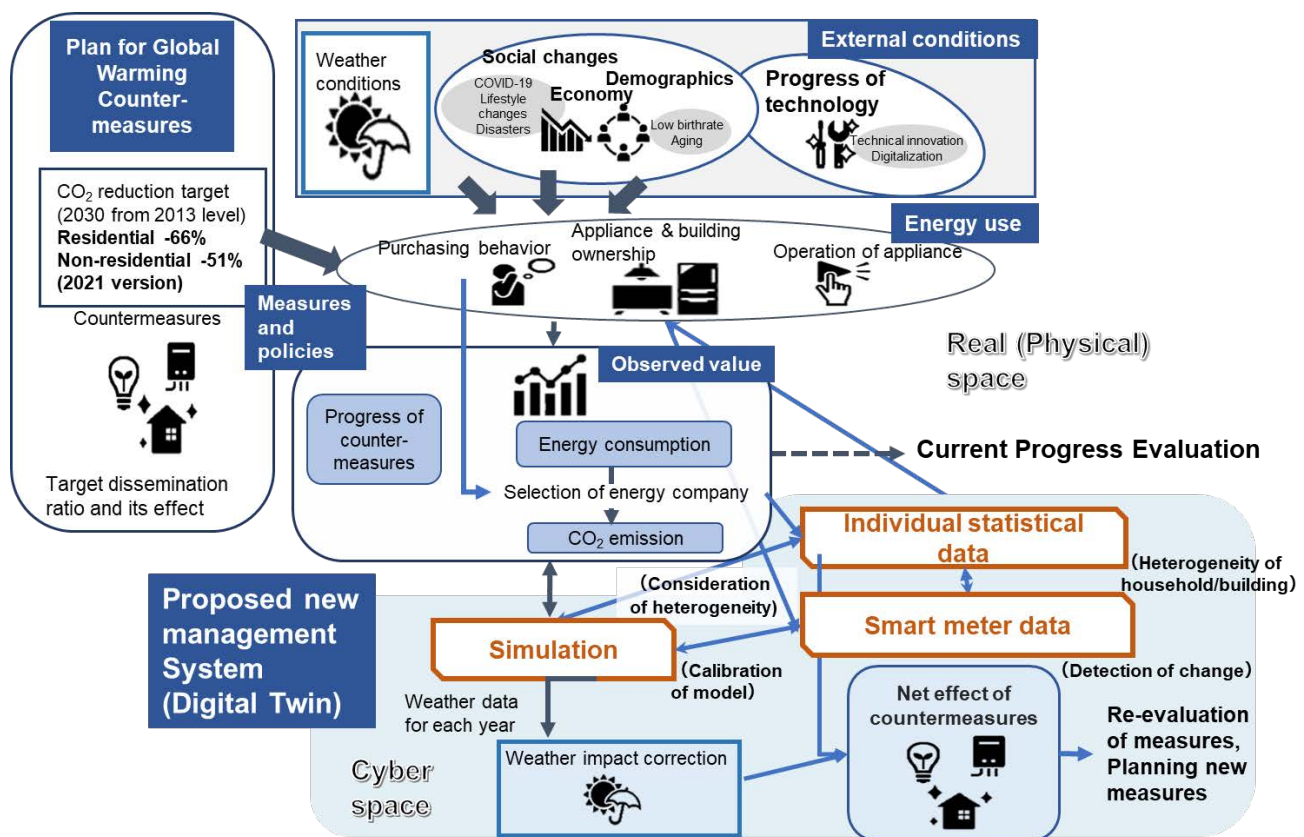 Plan for Global
Warming
Counter-
measures
CO₂ reduction target
(2030 from 2013 level)
Residential -66%
Non-residential -51%
(2021 version)
Countermeasures
Target dissemination
ratio and its effect
Measures
and
policies
External conditions
Weather
conditions
Social changes
COVID-19
Lifestyle
changes
Disasters
Economy
Demographics
Low birthrate
Aging
Progress of
technology
Technical innovation
Digitalization
Energy use
Purchasing behavior
Appliance & building
ownership
Operation of appliance
Real (Physical)
space
Observed value
Progress of
counter-
measures
Energy consumption
Selection of energy company
CO₂ emission
Current Progress Evaluation
Proposed new
management
System
(Digital Twin)
Individual statistical
data
(Heterogeneity of
household/building)
(Consideration
of heterogeneity)
Smart meter data
Simulation
(Calibration
of model)
(Detection of change)
Weather data
for each year
Weather impact correction
Net effect of
countermeasures
Re-evaluation
of measures,
Planning new
measures
Cyber
space